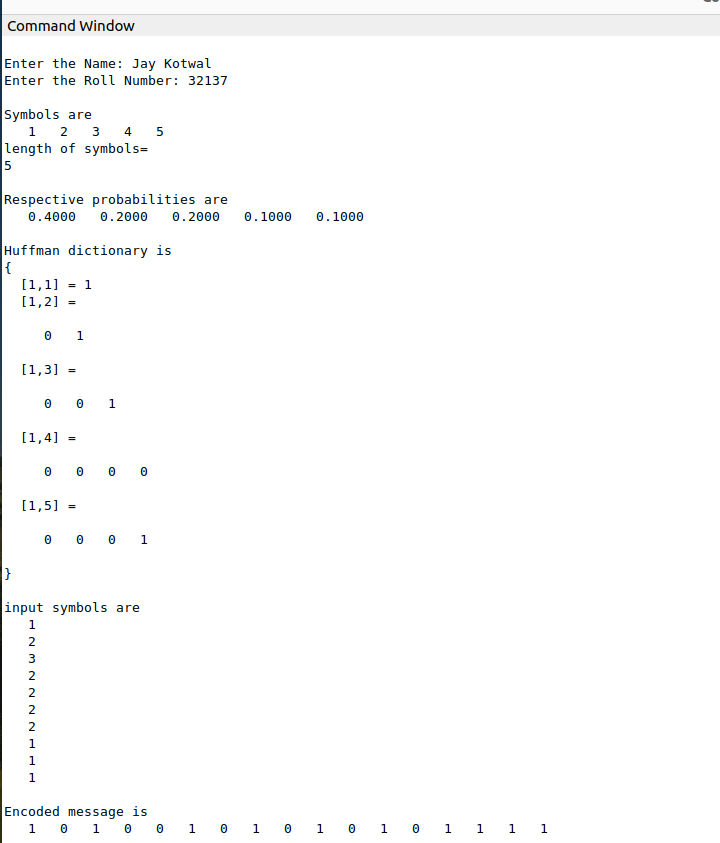 Command Window
Enter the Name: Jay Kotwal
Enter the Roll Number: 32137
Symbols are
1 2 3 4 5
length of symbols=
5
Respective probabilities are
0.4000 0.2000 0.2000 0.1000 0.1000
Huffman dictionary is
{
[1,1] = 1
[1,2] =
0 1
[1,3] =
0 0 1
[1,4] =
0 0 0 0
[1,5] =
0 0 0 1
}
input symbols are
1
2
3
2
2
2
2
1
1
1
Encoded message is
1 0 1 0 0 1 0 1 0 1 0 1 0 1 1 1 1